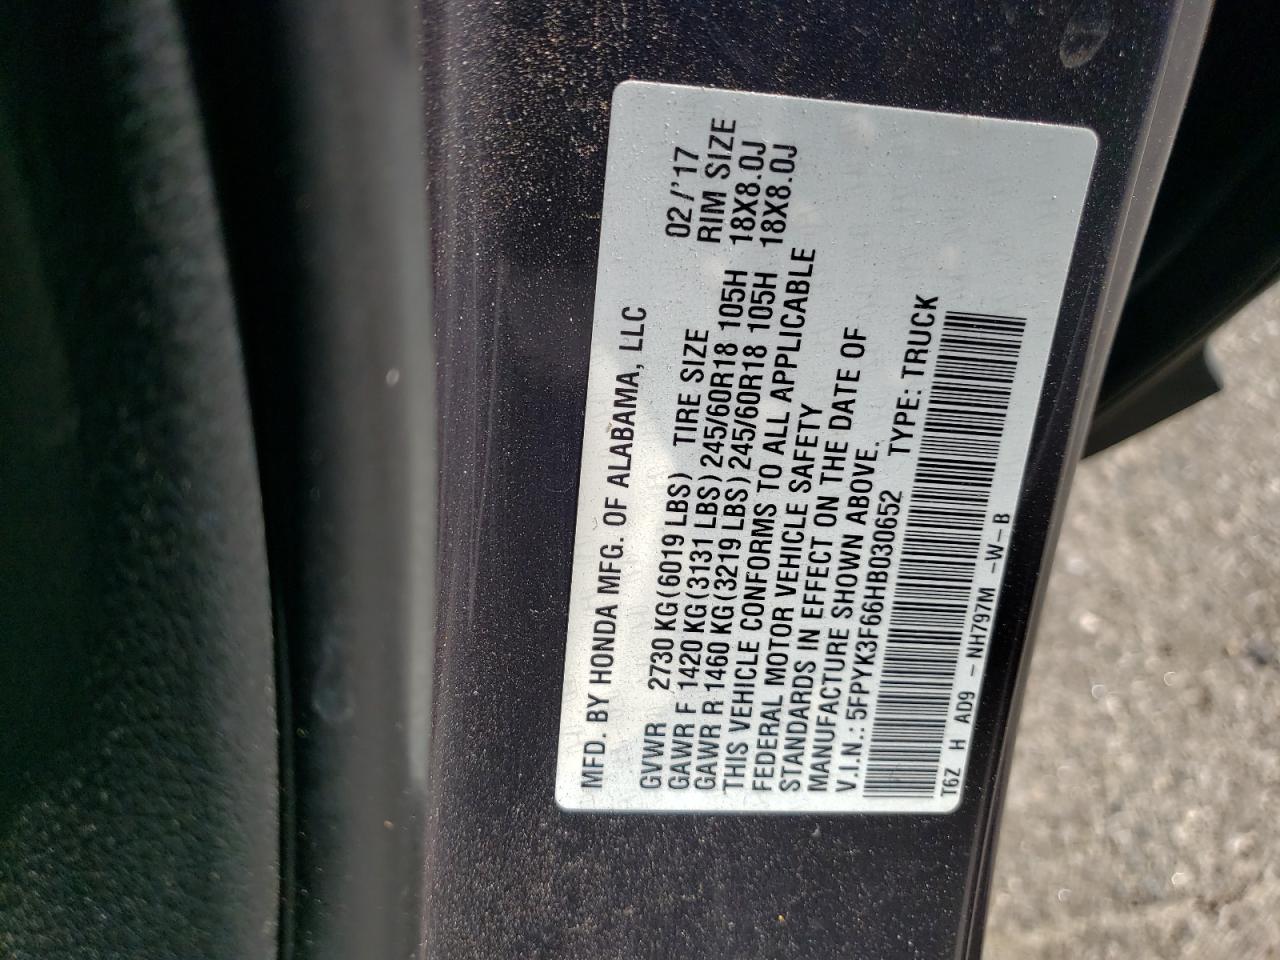 MFD. BY HONDA MFG. OF ALABAMA, LLC
GVWR 2730 KG(6019 LBS) TIRE SIZE 02/'17 RIM SIZE
GAWR F 1420 KG(3131 LBS) 245/60R18 105H 18X8.0J
GAWR R 1460 KG(3219 LBS) 245/60R18 105H 18X8.0J
THIS VEHICLE CONFORMS TO ALL APPLICABLE
FEDERAL MOTOR VEHICLE SAFETY
STANDARDS IN EFFECT ON THE DATE OF
MANUFACTURE SHOWN ABOVE.
V.I.N.: 5FPYK3F66HB030652 TYPE: TRUCK
T6Z H AD9 - NH797M -W-B